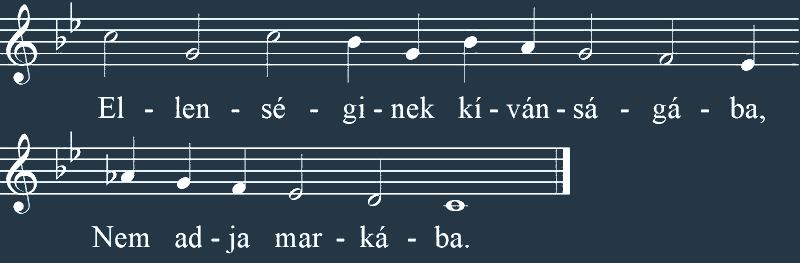 El - len - sé - gi - nek kí - ván - sá - gá - ba,
Nem ad - ja mar - ká - ba.